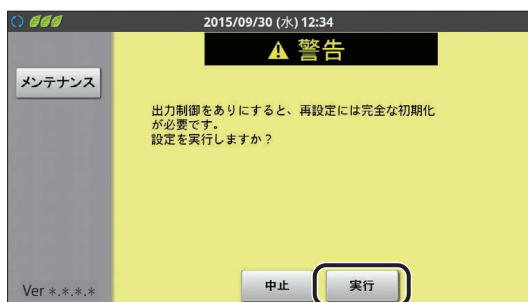 2015/09/30 (水) 12:34
警告
メンテナンス
出力制御をありにすると、再設定には完全な初期化
が必要です。
設定を実行しますか？
中止
実行
Ver *.*.*.*